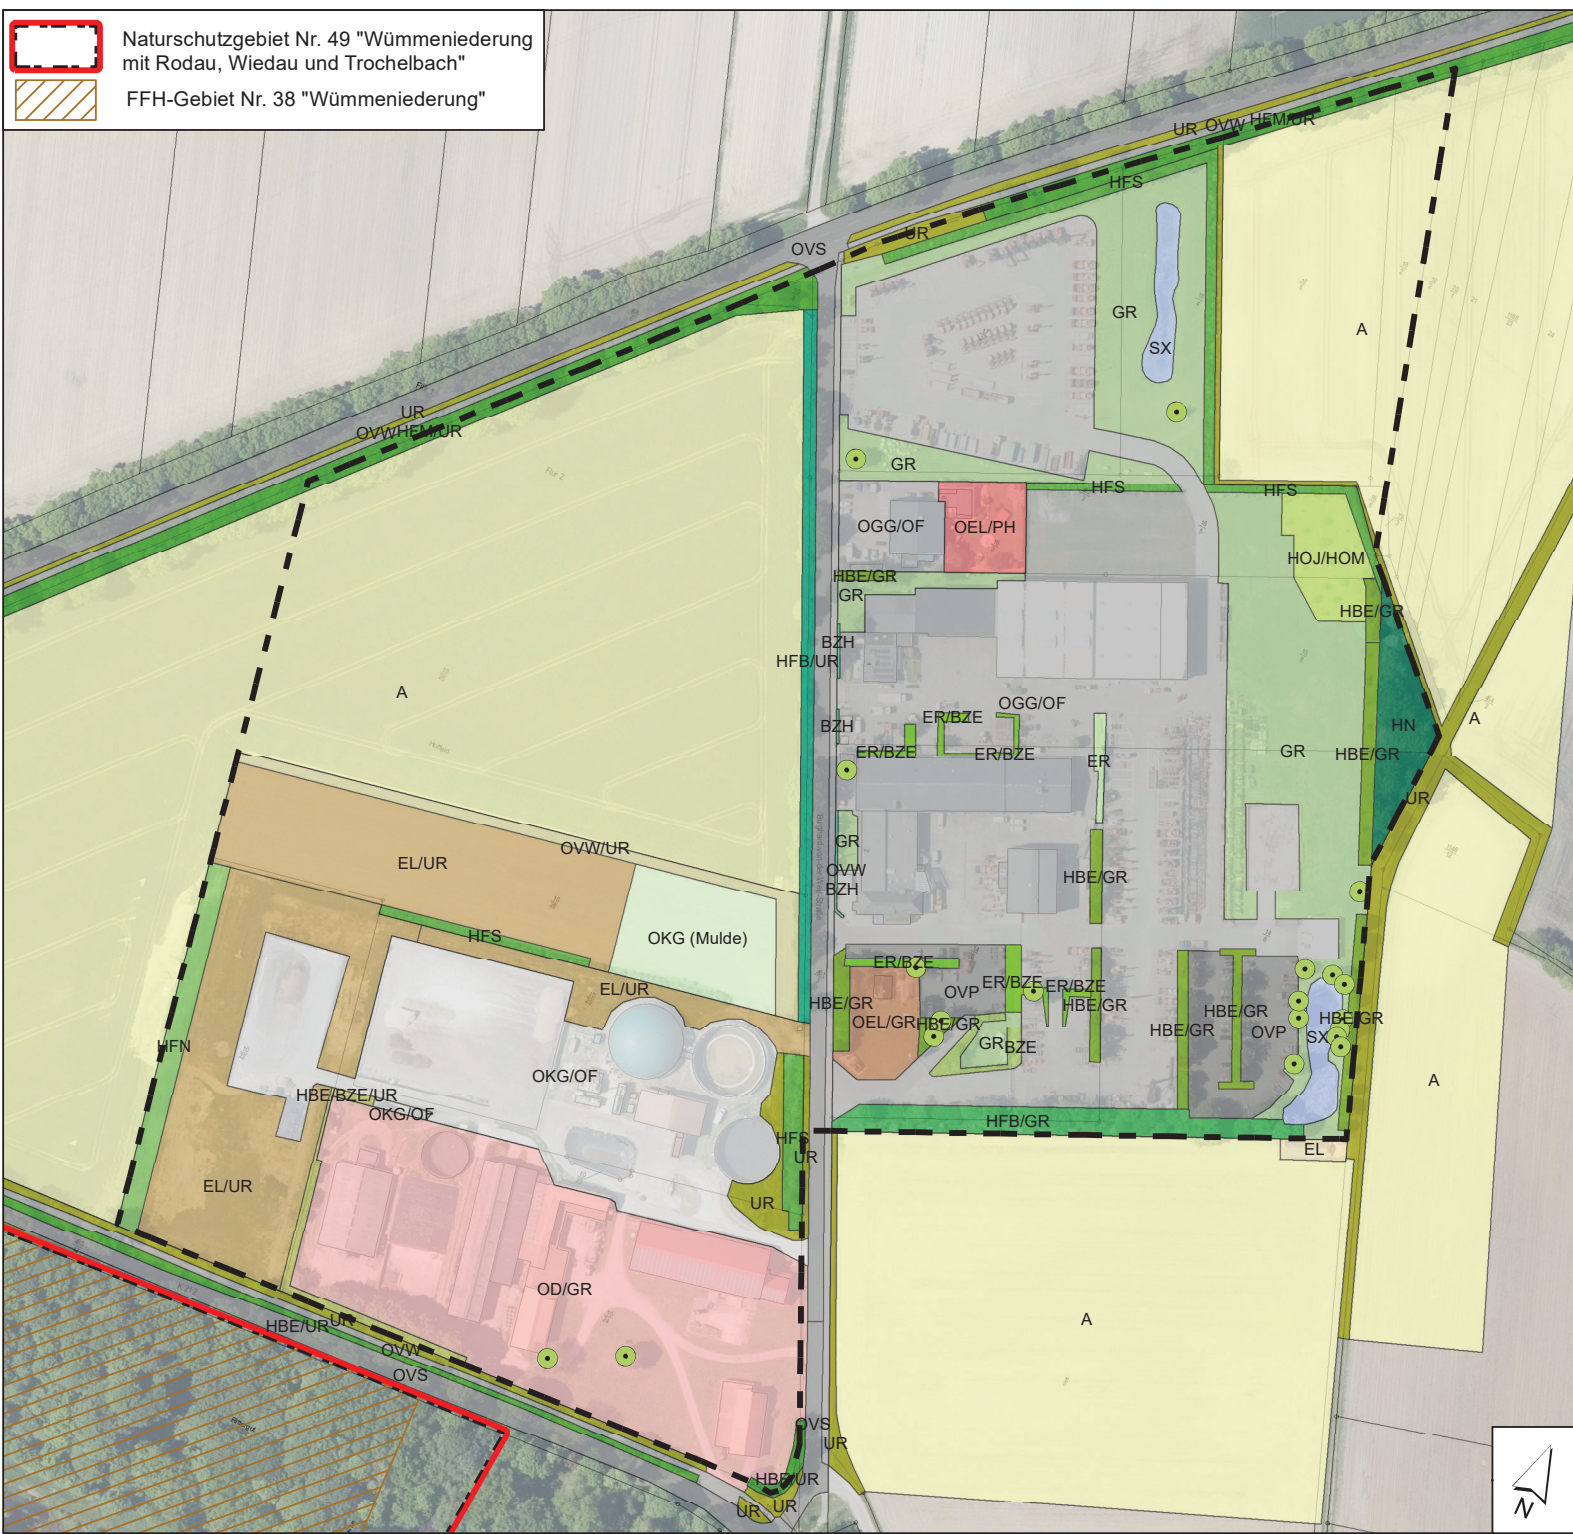 Naturschutzgebiet Nr. 49 "Wümmeniederung
mit Rodau, Wiedau und Trochelbach"
FFH-Gebiet Nr. 38 "Wümmeniederung"
UR OVW HFM/UR
HFS
UR
OVS
GR
SX
A
UR
OVW HFM/UR
Flur 2
GR
HFS
HFS
OGG/OF
OEL/PH
HOJ/HOM
HBE/GR
GR
HBE/GR
BZH
HFB/UR
A
OGG/OF
ER/BZE
BZH
ER/BZE
ER/BZE
ER
GR
HN
A
HBE/GR
UR
OVW/UR
EL/UR
GR
OVW
BZH
HBE/GR
OKG (Mulde)
HFS
EL/UR
ER/BZE
OVP
ER/BZE
ER/BZE
HBE/GR
HBE/GR
OEL/GR
HBE/GR
HBE/GR
HBE/GR
HBE/GR
OVP
SX
GR
BZE
HFN
OKG/OF
HBE/BZE/UR
OKG/OF
A
HFB/GR
HFS
UR
EL
EL/UR
UR
OD/GR
K 212
HBE/UR
UR
OVW
OVS
A
OVS
UR
HBE/UR
UR
UR
N